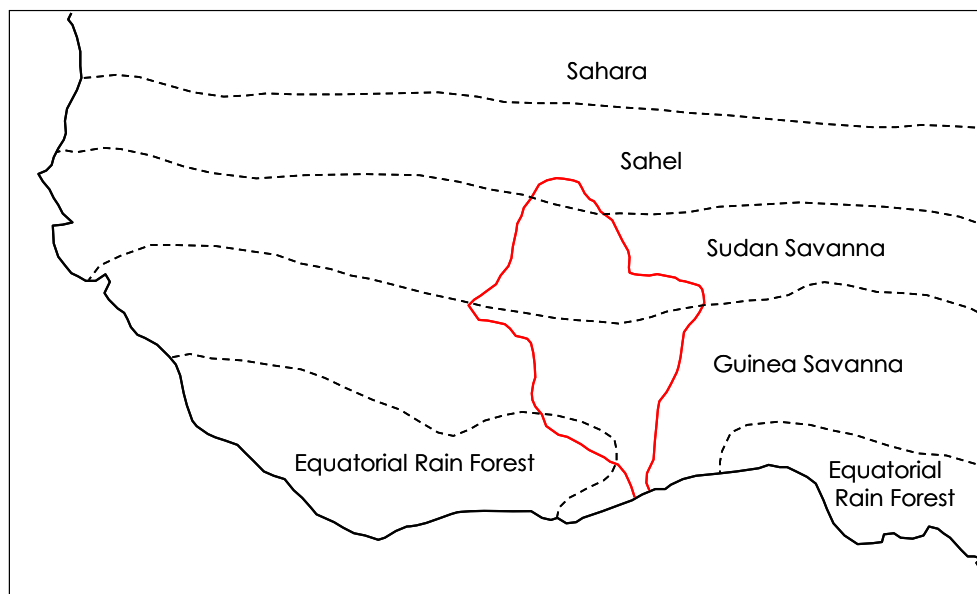 Sahara
Sahel
Sudan Savanna
Guinea Savanna
Equatorial Rain Forest
Equatorial
Rain Forest